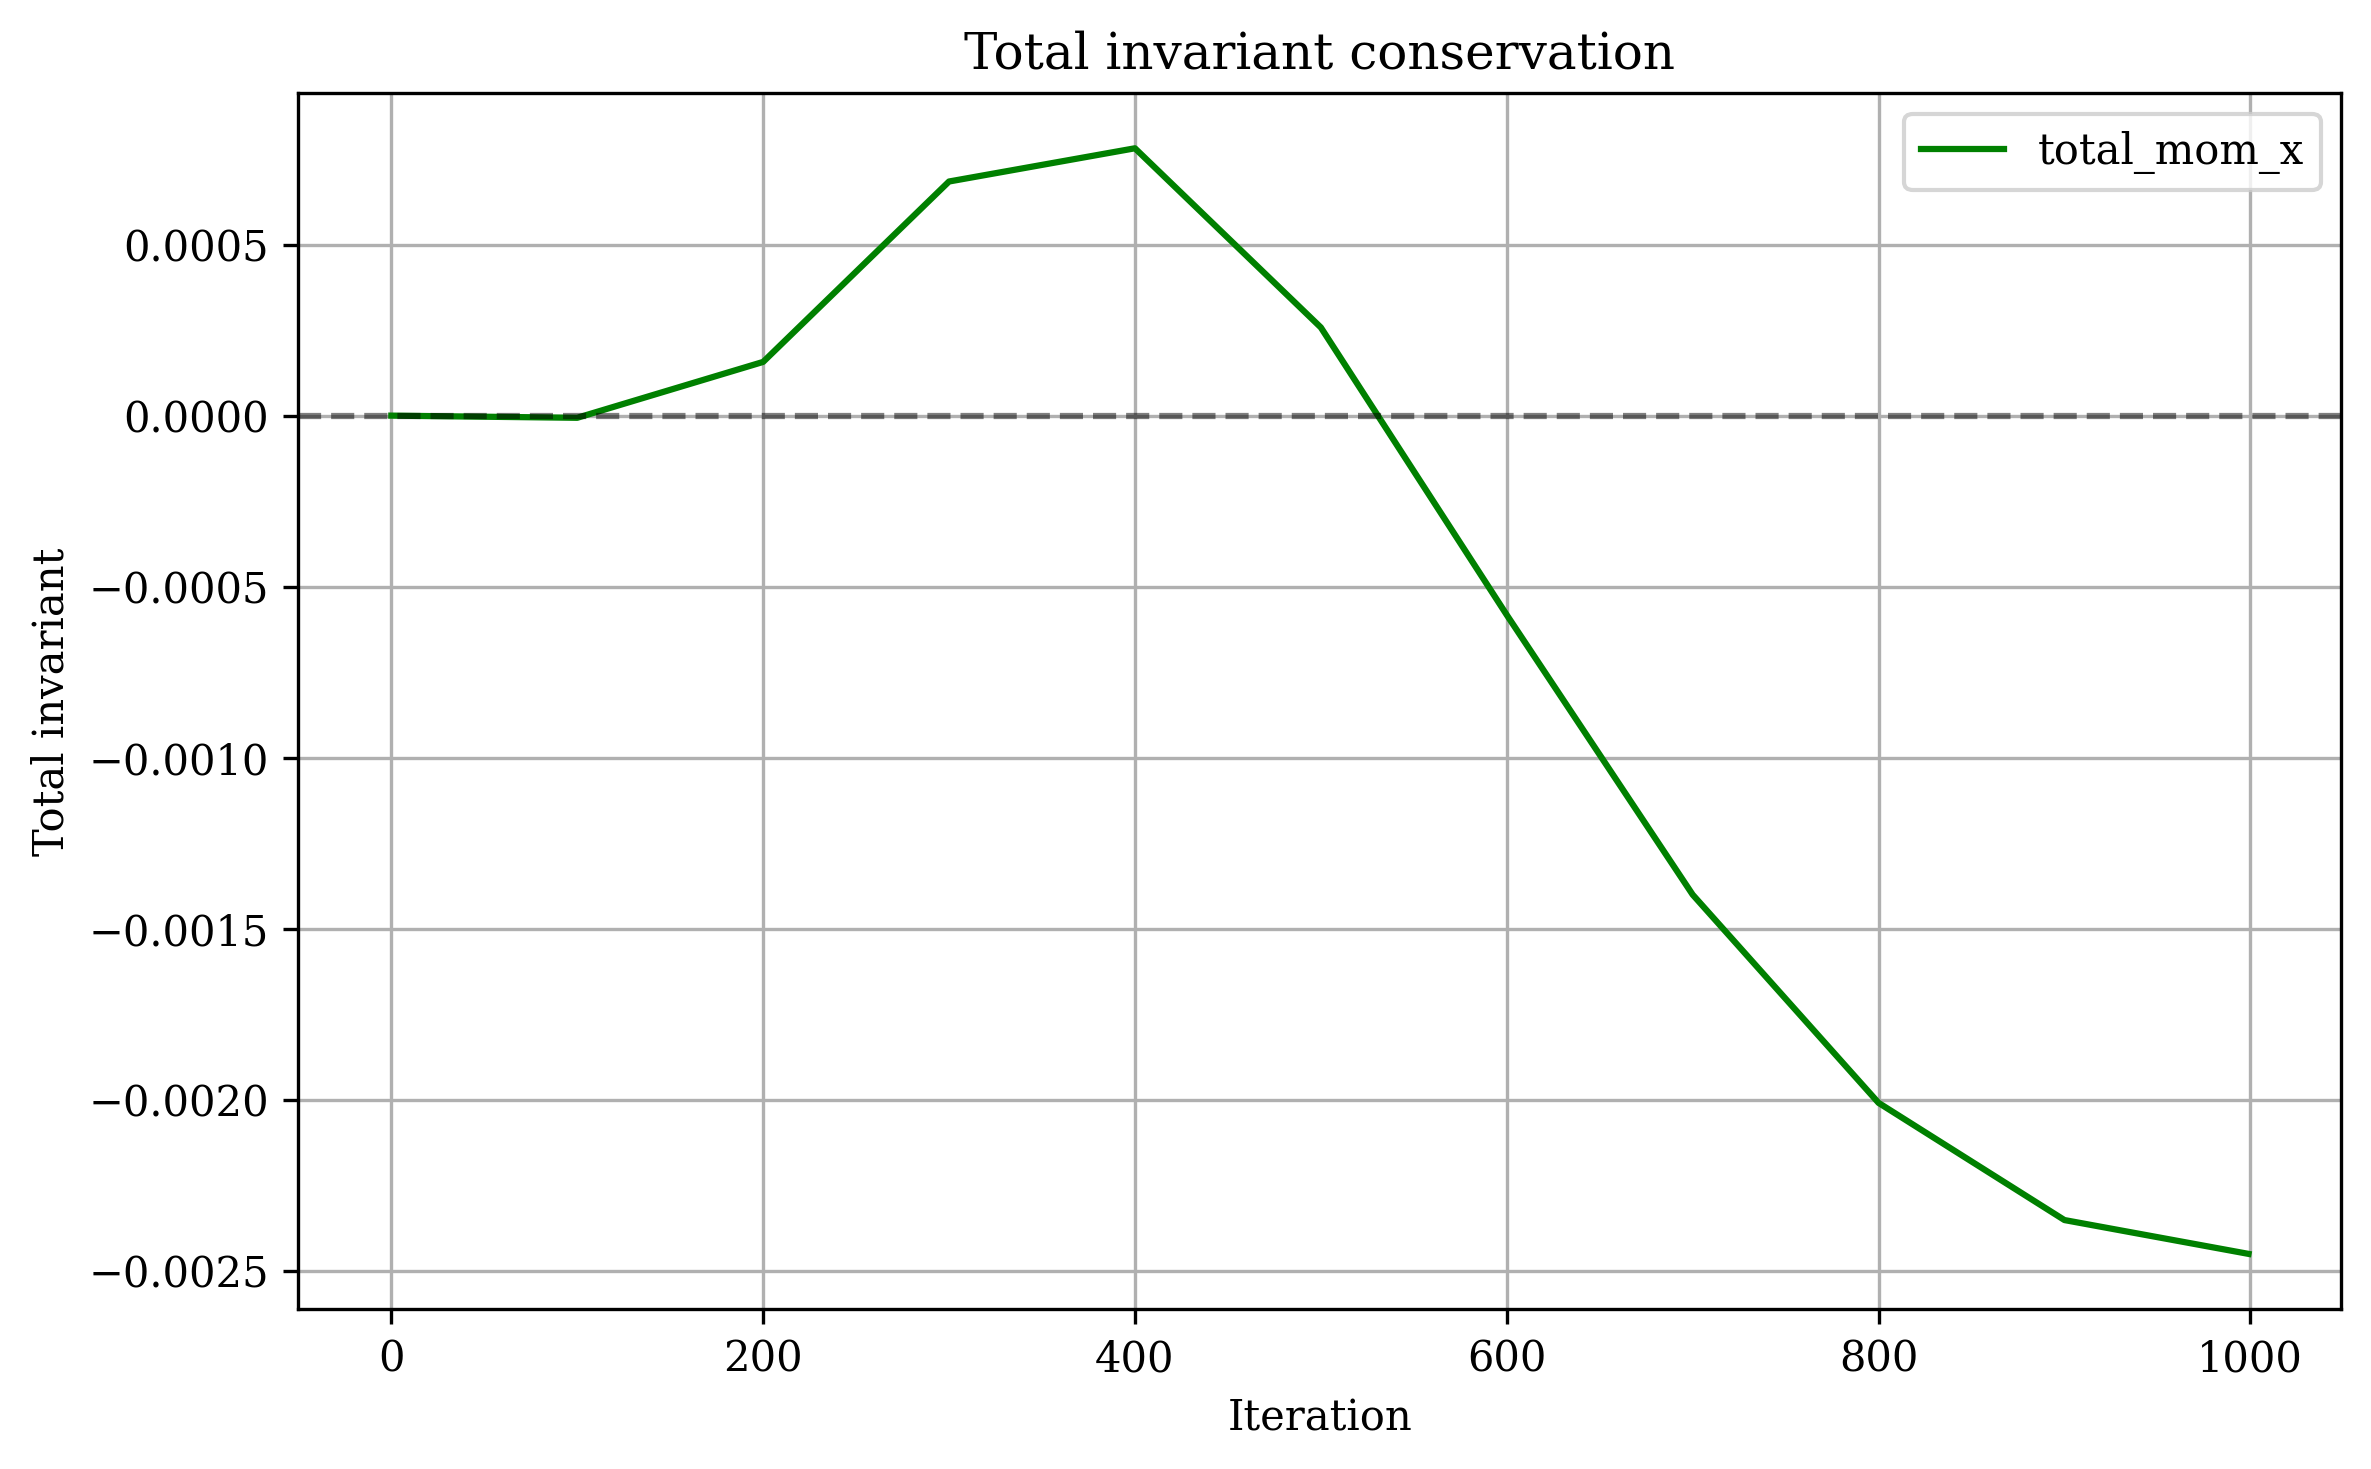 Total invariant conservation
total_mom_x
0.0005
0.0000
−0.0005
−0.0010
−0.0015
−0.0020
−0.0025
Total invariant
0 200 400 600 800 1000
Iteration